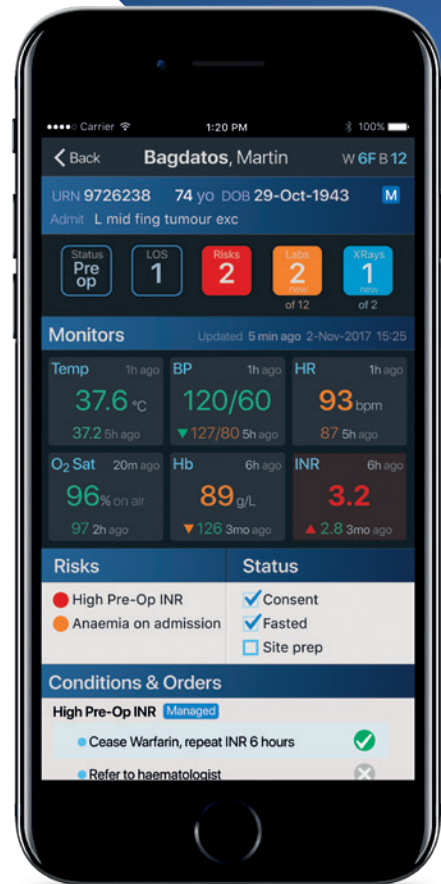 Carrier 1:20 PM 100%
Back Bagdatos, Martin W 6F B 12
URN 9726238 74 yo DOB 29-Oct-1943 M
Admit L mid fing tumour exc
Status LOS Risks Labs XRays
Pre op 1 2 2 1
new new
of 12 of 2
Monitors Updated 5 min ago 2-Nov-2017 15:25
Temp 1h ago BP 1h ago HR 1h ago
37.6 °C 120/60 93 bpm
37.2 5h ago ▼127/80 5h ago 87 5h ago
O₂ Sat 20m ago Hb 6h ago INR 6h ago
96% on air 89 g/L 3.2
97 2h ago ▼126 3mo ago ▲ 2.8 3mo ago
Risks Status
High Pre-Op INR Consent
Anaemia on admission Fasted
Site prep
Conditions & Orders
High Pre-Op INR Managed
Cease Warfarin, repeat INR 6 hours
Refer to haematologist